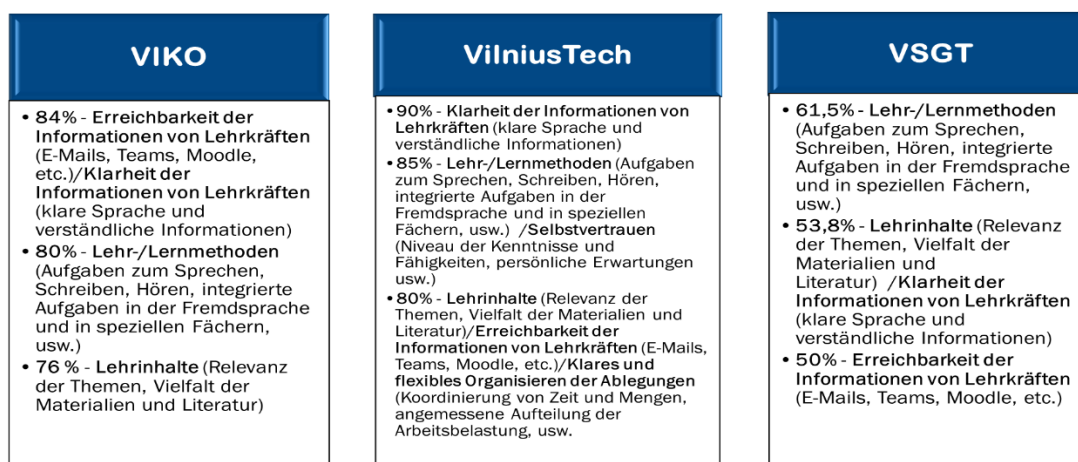 VIKO
• 84% - Erreichbarkeit der
Informationen von Lehrkräften
(E-Mails, Teams, Moodle,
etc.)/Klarheit der
Informationen von Lehrkräften
(klare Sprache und
verständliche Informationen)
• 80% - Lehr-/Lernmethoden
(Aufgaben zum Sprechen,
Schreiben, Hören, integrierte
Aufgaben in der Fremdsprache
und in speziellen Fächern,
usw.)
• 76 % - Lehrinhalte (Relevanz
der Themen, Vielfalt der
Materialien und Literatur)
VilniusTech
• 90% - Klarheit der Informationen von
Lehrkräften (klare Sprache und
verständliche Informationen)
• 85% - Lehr-/Lernmethoden (Aufgaben
zum Sprechen, Schreiben, Hören,
integrierte Aufgaben in der
Fremdsprache und in speziellen
Fächern, usw.) /Selbstvertrauen
(Niveau der Kenntnisse und
Fähigkeiten, persönliche Erwartungen
usw.)
• 80% - Lehrinhalte (Relevanz der
Themen, Vielfalt der Materialien und
Literatur)/Erreichbarkeit der
Informationen von Lehrkräften (E-Mails,
Teams, Moodle, etc.)/Klares und
flexibles Organisieren der Ablegungen
(Koordinierung von Zeit und Mengen,
angemessene Aufteilung der
Arbeitsbelastung, usw.
VSGT
• 61,5% - Lehr-/Lernmethoden
(Aufgaben zum Sprechen,
Schreiben, Hören, integrierte
Aufgaben in der Fremdsprache
und in speziellen Fächern,
usw.)
• 53,8% - Lehrinhalte (Relevanz
der Themen, Vielfalt der
Materialien und
Literatur) /Klarheit der
Informationen von Lehrkräften
(klare Sprache und
verständliche Informationen)
• 50% - Erreichbarkeit der
Informationen von Lehrkräften
(E-Mails, Teams, Moodle, etc.)